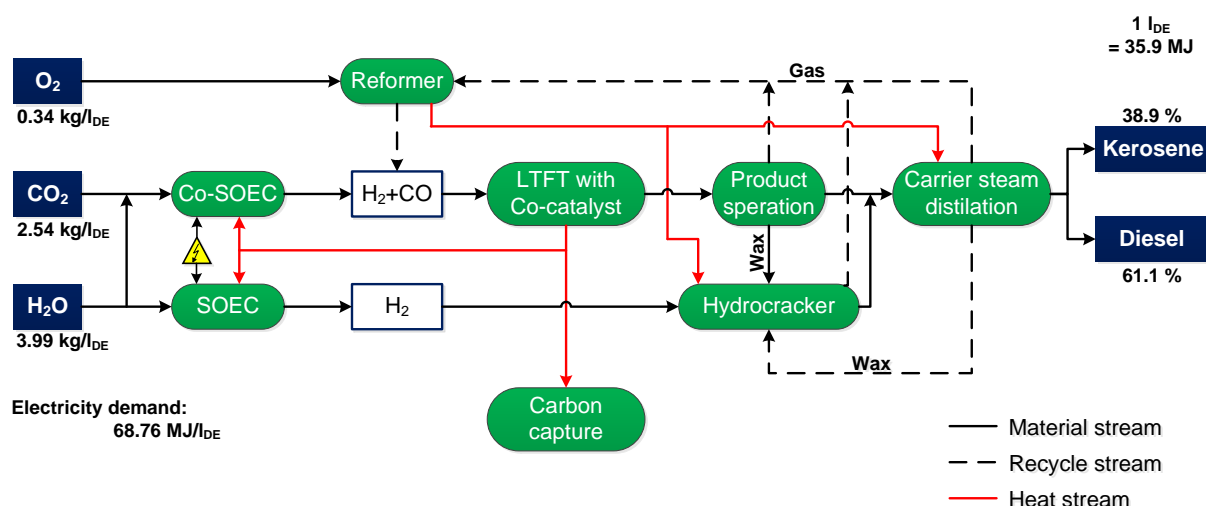 1 l_DE
= 35.9 MJ
O₂
0.34 kg/l_DE
Reformer
Gas
38.9 %
Kerosene
CO₂
2.54 kg/l_DE
Co-SOEC
H₂+CO
LTFT with
Co-catalyst
Product
speration
Carrier steam
distilation
Wax
Diesel
61.1 %
H₂O
3.99 kg/l_DE
SOEC
H₂
Hydrocracker
Wax
Electricity demand:
68.76 MJ/l_DE
Carbon
capture
Material stream
Recycle stream
Heat stream